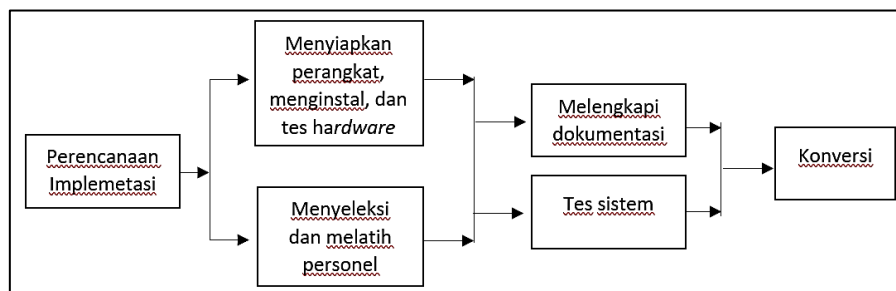 Perencanaan
Implemetasi
Menyiapkan
perangkat,
menginstal, dan
tes hardware
Menyeleksi
dan melatih
personel
Melengkapi
dokumentasi
Tes sistem
Konversi